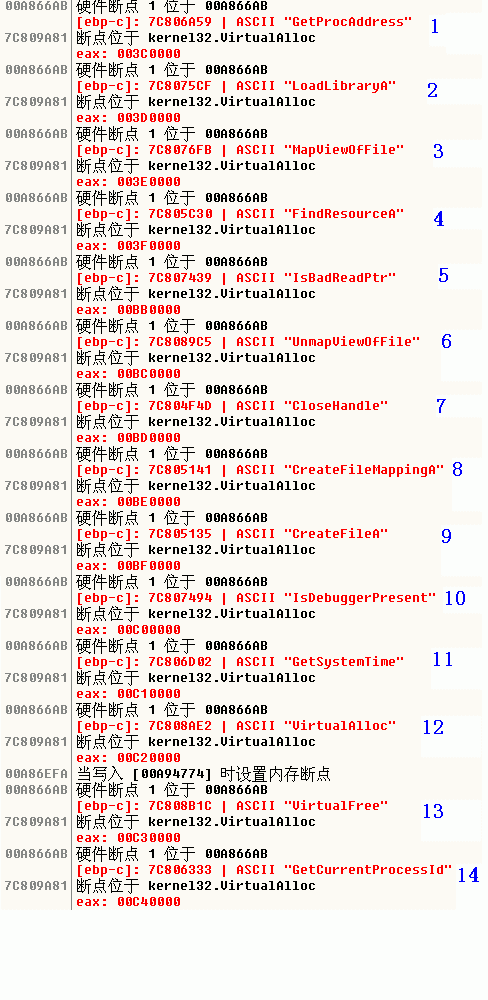 00A866AB 硬件断点 1 位于 00A866AB
[ebp-c]: 7C806A59 | ASCII "GetProcAddress" 1
7C809A81 断点位于 kernel32.VirtualAlloc
eax: 003C0000
00A866AB 硬件断点 1 位于 00A866AB
[ebp-c]: 7C8075CF | ASCII "LoadLibraryA" 2
7C809A81 断点位于 kernel32.VirtualAlloc
eax: 003D0000
00A866AB 硬件断点 1 位于 00A866AB
[ebp-c]: 7C8076FB | ASCII "MapViewOfFile" 3
7C809A81 断点位于 kernel32.VirtualAlloc
eax: 003E0000
00A866AB 硬件断点 1 位于 00A866AB
[ebp-c]: 7C805C30 | ASCII "FindResourceA" 4
7C809A81 断点位于 kernel32.VirtualAlloc
eax: 003F0000
00A866AB 硬件断点 1 位于 00A866AB
[ebp-c]: 7C807439 | ASCII "IsBadReadPtr" 5
7C809A81 断点位于 kernel32.VirtualAlloc
eax: 00BB0000
00A866AB 硬件断点 1 位于 00A866AB
[ebp-c]: 7C8089C5 | ASCII "UnmapViewOfFile" 6
7C809A81 断点位于 kernel32.VirtualAlloc
eax: 00BC0000
00A866AB 硬件断点 1 位于 00A866AB
[ebp-c]: 7C804F4D | ASCII "CloseHandle" 7
7C809A81 断点位于 kernel32.VirtualAlloc
eax: 00BD0000
00A866AB 硬件断点 1 位于 00A866AB
[ebp-c]: 7C805141 | ASCII "CreateFileMappingA" 8
7C809A81 断点位于 kernel32.VirtualAlloc
eax: 00BE0000
00A866AB 硬件断点 1 位于 00A866AB
[ebp-c]: 7C805135 | ASCII "CreateFileA" 9
7C809A81 断点位于 kernel32.VirtualAlloc
eax: 00BF0000
00A866AB 硬件断点 1 位于 00A866AB
[ebp-c]: 7C807494 | ASCII "IsDebuggerPresent" 10
7C809A81 断点位于 kernel32.VirtualAlloc
eax: 00C00000
00A866AB 硬件断点 1 位于 00A866AB
[ebp-c]: 7C806D02 | ASCII "GetSystemTime" 11
7C809A81 断点位于 kernel32.VirtualAlloc
eax: 00C10000
00A866AB 硬件断点 1 位于 00A866AB
[ebp-c]: 7C808AE2 | ASCII "VirtualAlloc" 12
7C809A81 断点位于 kernel32.VirtualAlloc
eax: 00C20000
00A86EFA 当写入 [00A94774] 时设置内存断点
00A866AB 硬件断点 1 位于 00A866AB
[ebp-c]: 7C808B1C | ASCII "VirtualFree" 13
7C809A81 断点位于 kernel32.VirtualAlloc
eax: 00C30000
00A866AB 硬件断点 1 位于 00A866AB
[ebp-c]: 7C806333 | ASCII "GetCurrentProcessId" 14
7C809A81 断点位于 kernel32.VirtualAlloc
eax: 00C40000